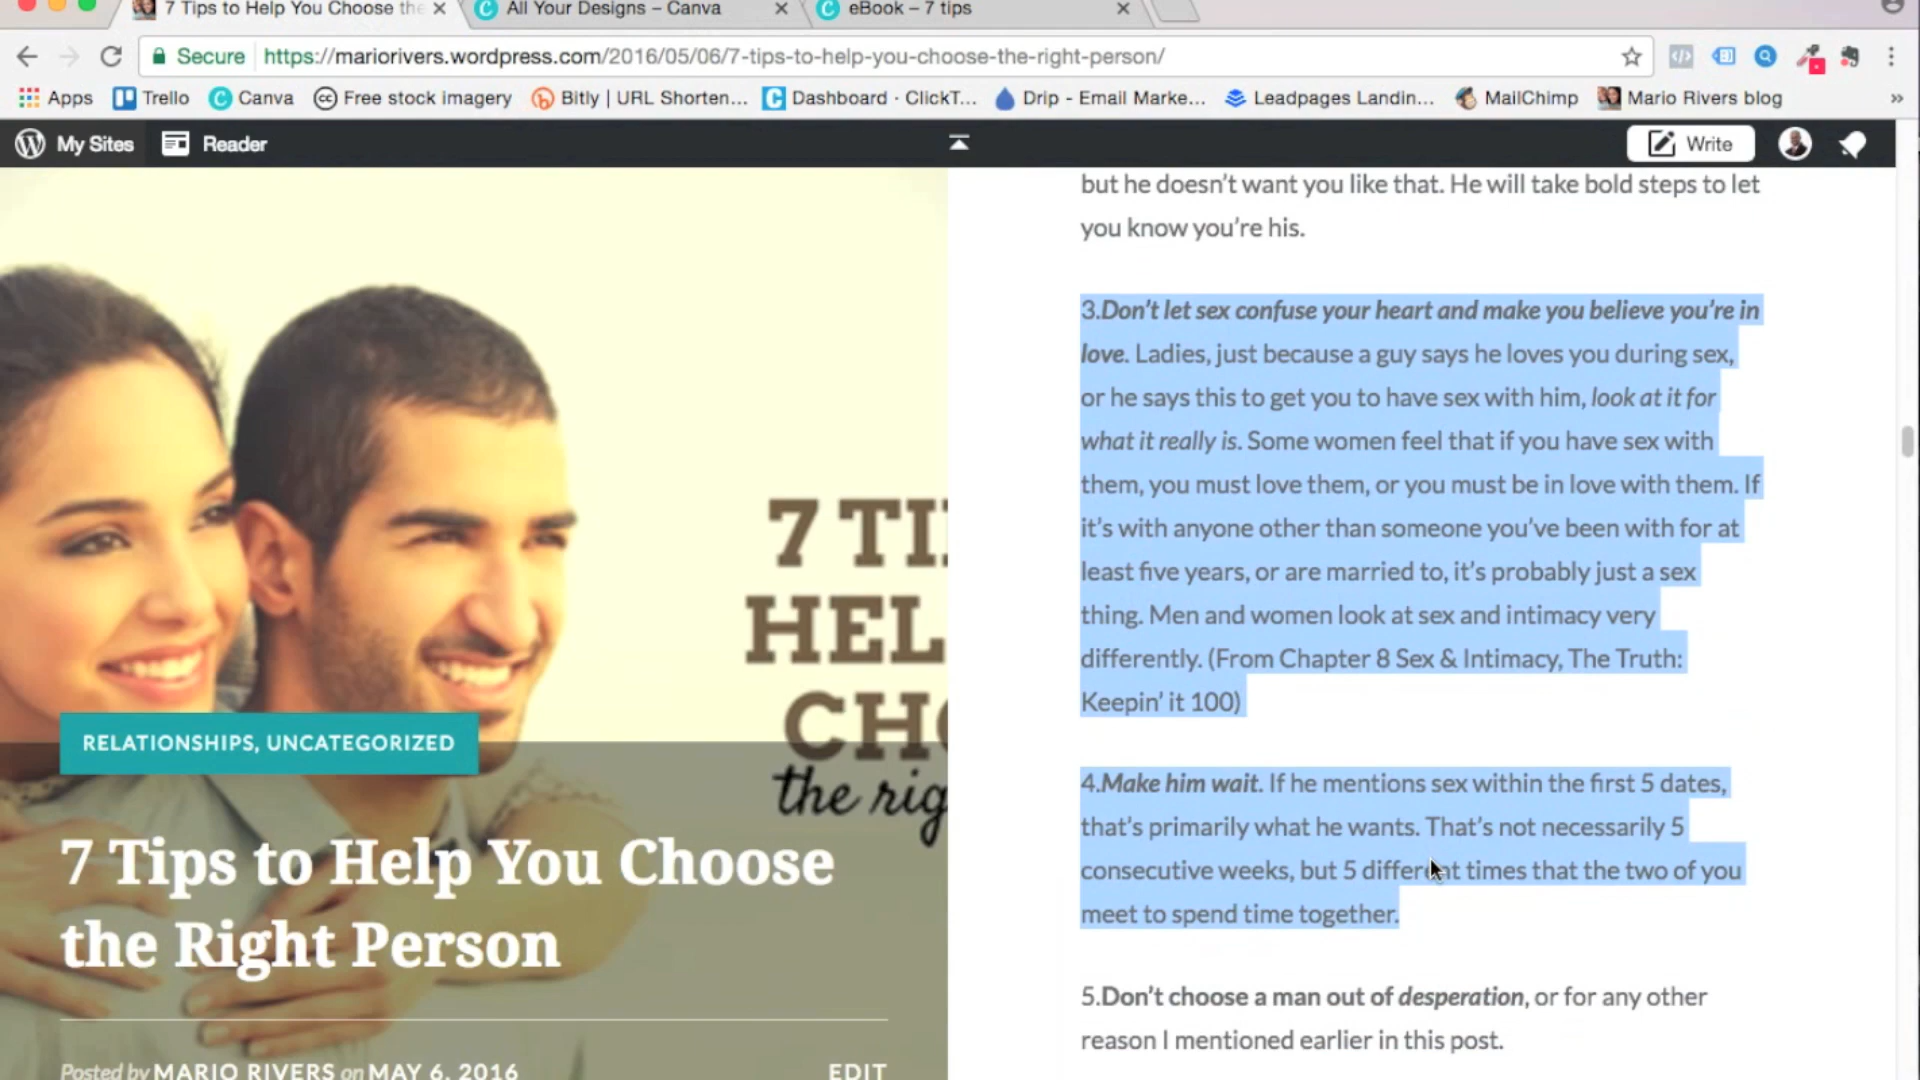 7 Tips to Help You Choose the
All Your Designs – Canva
eBook – 7 tips
Secure
https://mariorivers.wordpress.com/2016/05/06/7-tips-to-help-you-choose-the-right-person/
Apps
Trello
Canva
Free stock imagery
Bitly | URL Shorten...
Dashboard · ClickT...
Drip - Email Marke...
Leadpages Landin...
MailChimp
Mario Rivers blog
»
My Sites
Reader
Write
but he doesn’t want you like that. He will take bold steps to let
you know you’re his.
3.Don’t let sex confuse your heart and make you believe you’re in
love. Ladies, just because a guy says he loves you during sex,
or he says this to get you to have sex with him, look at it for
what it really is. Some women feel that if you have sex with
them, you must love them, or you must be in love with them. If
it’s with anyone other than someone you’ve been with for at
least five years, or are married to, it’s probably just a sex
thing. Men and women look at sex and intimacy very
differently. (From Chapter 8 Sex & Intimacy, The Truth:
Keepin’ it 100)
4.Make him wait. If he mentions sex within the first 5 dates,
that’s primarily what he wants. That’s not necessarily 5
consecutive weeks, but 5 different times that the two of you
meet to spend time together.
5.Don’t choose a man out of desperation, or for any other
reason I mentioned earlier in this post.
7 TI
HEL
CHO
the rig
RELATIONSHIPS, UNCATEGORIZED
7 Tips to Help You Choose
the Right Person
Posted by MARIO RIVERS on MAY 6, 2016
EDIT